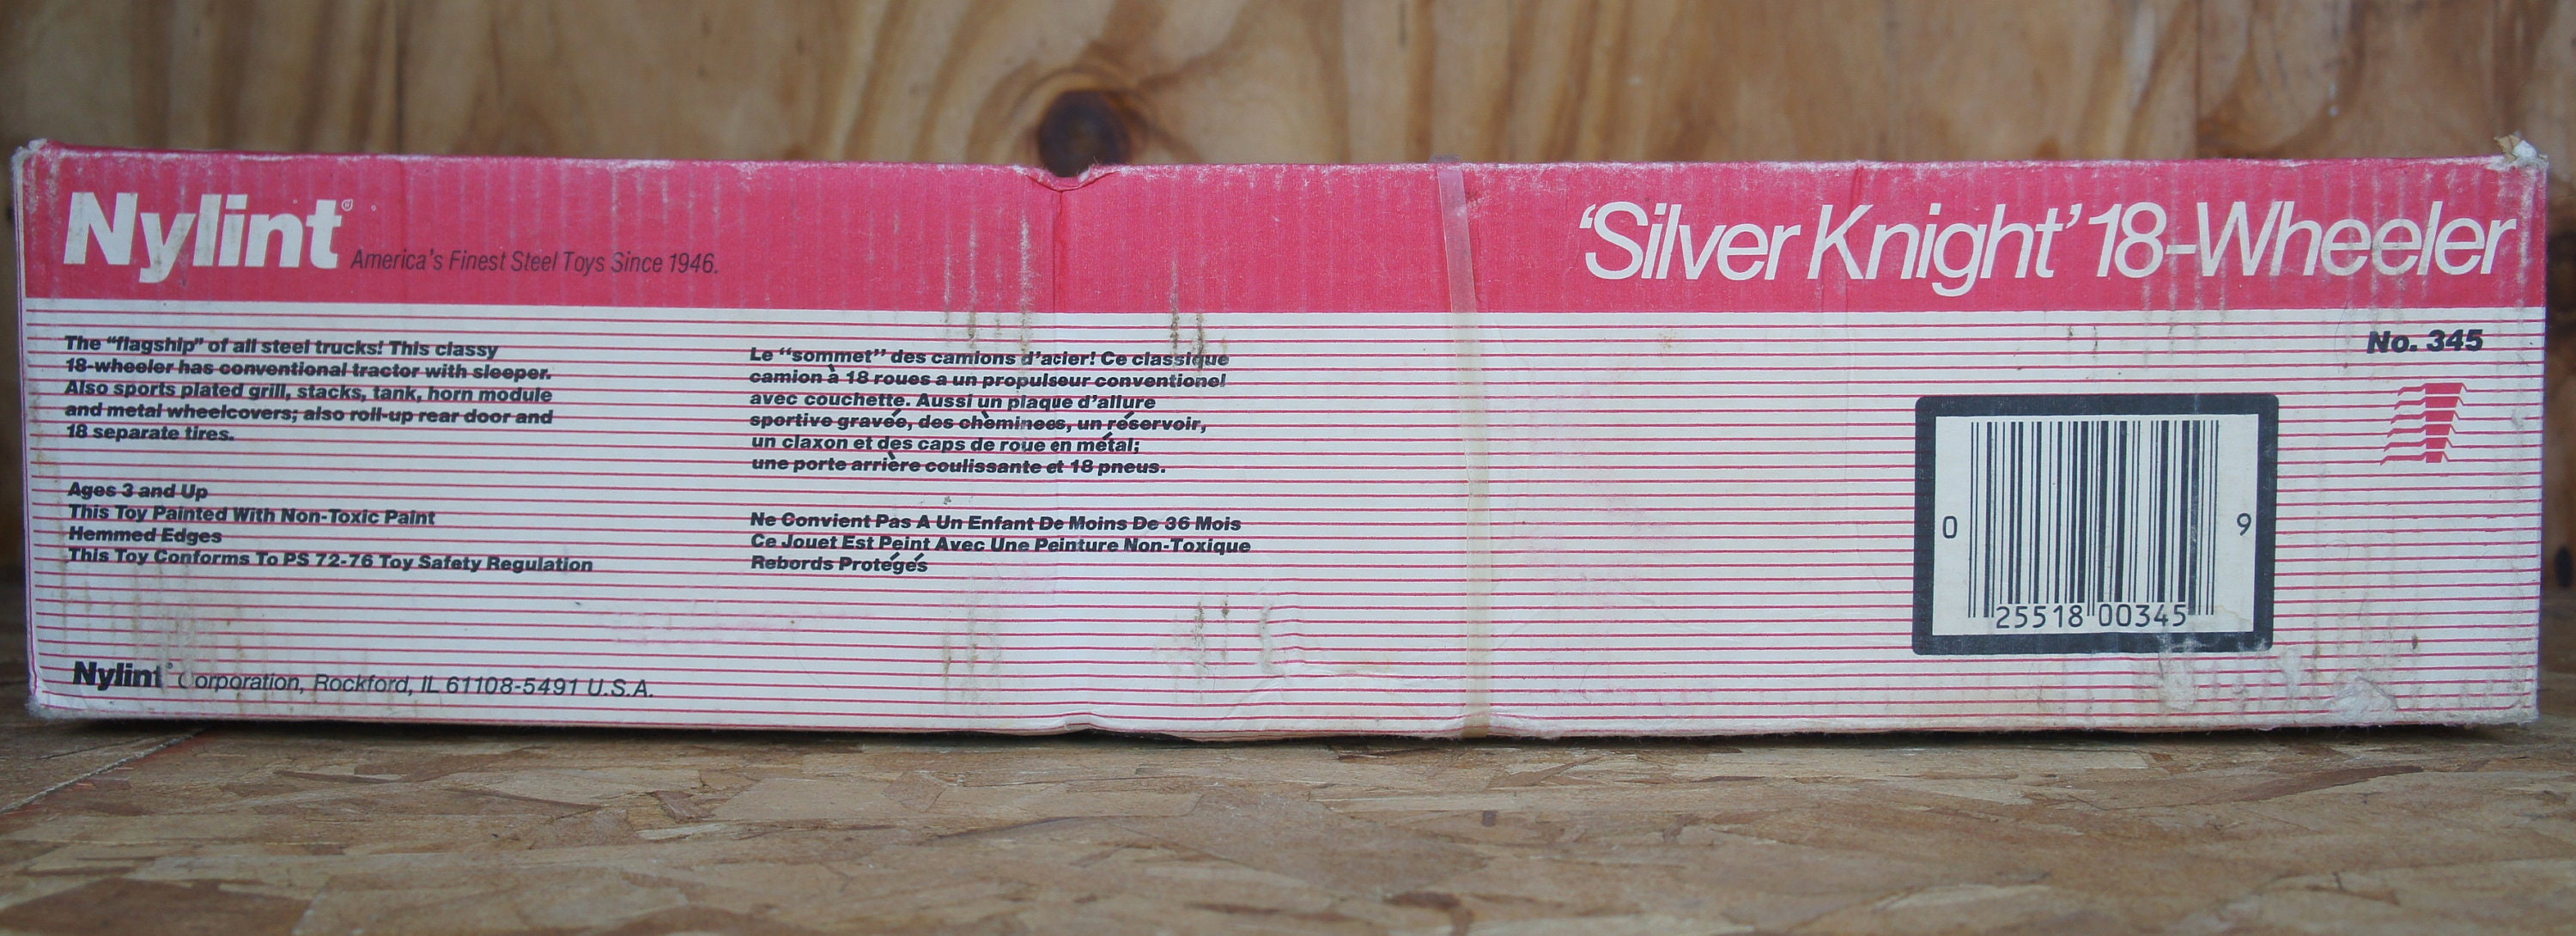 Nylint®
America's Finest Steel Toys Since 1946.
'Silver Knight' 18-Wheeler
No. 345
The "flagship" of all steel trucks! This classy
18-wheeler has conventional tractor with sleeper.
Also sports plated grill, stacks, tank, horn module
and metal wheelcovers; also roll-up rear door and
18 separate tires.
Ages 3 and Up
This Toy Painted With Non-Toxic Paint
Hemmed Edges
This Toy Conforms To PS 72-76 Toy Safety Regulation
Le "sommet" des camions d'acier! Ce classique
camion à 18 roues a un propulseur conventionel
avec couchette. Aussi un plaque d'allure
sportive gravée, des chèminees, un réservoir,
un claxon et des caps de roue en métal;
une porte arrière coulissante et 18 pneus.
Ne Convient Pas A Un Enfant De Moins De 36 Mois
Ce Jouet Est Peint Avec Une Peinture Non-Toxique
Rebords Protégés
Nylint® Corporation, Rockford, IL 61108-5491 U.S.A.
0 25518 00345 9